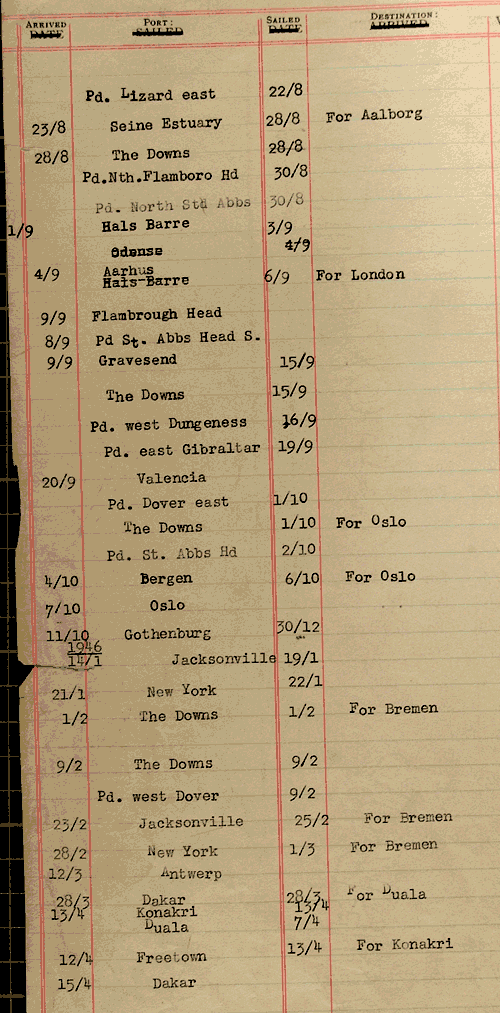 ARRIVED PORT: SAILED DESTINATION:
DATE SAILED DATE ARRIVED
Pd. Lizard east 22/8
23/8 Seine Estuary 28/8 For Aalborg
28/8 The Downs 28/8
Pd.Nth.Flamboro Hd 30/8
Pd. North Std Abbs 30/8
1/9 Hals Barre 3/9
Odense 4/9
4/9 Aarhus 6/9 For London
Hals-Barre
9/9 Flambrough Head
8/9 Pd St. Abbs Head S.
9/9 Gravesend 15/9
The Downs 15/9
Pd. west Dungeness 16/9
Pd. east Gibraltar 19/9
20/9 Valencia
Pd. Dover east 1/10
The Downs 1/10 For Oslo
Pd. St. Abbs Hd 2/10
4/10 Bergen 6/10 For Oslo
7/10 Oslo
11/10 Gothenburg 30/12
1946
14/1 Jacksonville 19/1
21/1 New York 22/1
1/2 The Downs 1/2 For Bremen
9/2 The Downs 9/2
Pd. west Dover 9/2
23/2 Jacksonville 25/2 For Bremen
28/2 New York 1/3 For Bremen
12/3 Antwerp
28/3 Dakar 28/3 For Duala
13/4 Konakri 13/4
Duala 7/4
12/4 Freetown 13/4 For Konakri
15/4 Dakar